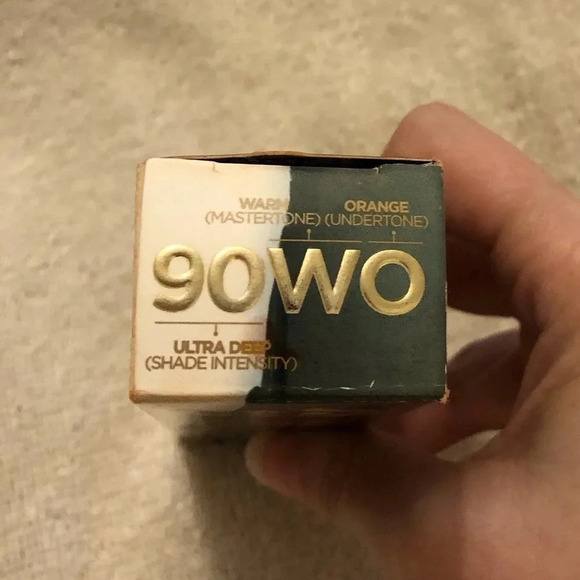 WARM ORANGE
(MASTERTONE) (UNDERTONE)
90WO
ULTRA DEEP
(SHADE INTENSITY)